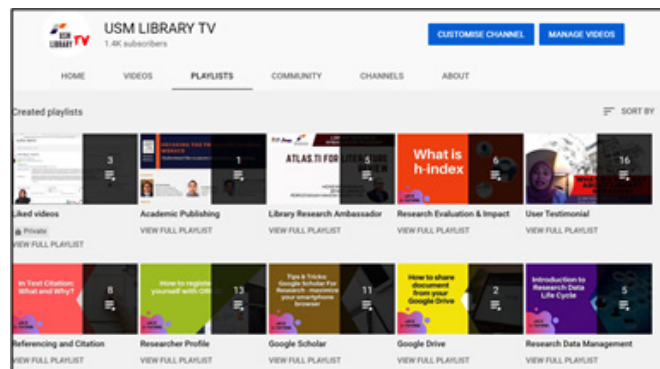 USM LIBRARY TV
USM LIBRARY TV
1.4K subscribers
CUSTOMISE CHANNEL
MANAGE VIDEOS
HOME
VIDEOS
PLAYLISTS
COMMUNITY
CHANNELS
ABOUT
Created playlists
SORT BY
3
1
ATLAS.TI FOR LITERATURE REVIEW
5
What is
h-index
6
16
Liked videos
Private
VIEW FULL PLAYLIST
Academic Publishing
VIEW FULL PLAYLIST
Library Research Ambassador
VIEW FULL PLAYLIST
Research Evaluation & Impact
VIEW FULL PLAYLIST
User Testimonial
VIEW FULL PLAYLIST
In Text Citation:
What and Why?
8
How to register
yourself with
13
Tips & Tricks:
Google Scholar For
Research - maximize
your smartphone
browser
11
How to share
document
from your
Google Drive
2
Introduction to
Research Data
Life Cycle
5
Referencing and Citation
VIEW FULL PLAYLIST
Researcher Profile
VIEW FULL PLAYLIST
Google Scholar
VIEW FULL PLAYLIST
Google Drive
VIEW FULL PLAYLIST
Research Data Management
VIEW FULL PLAYLIST